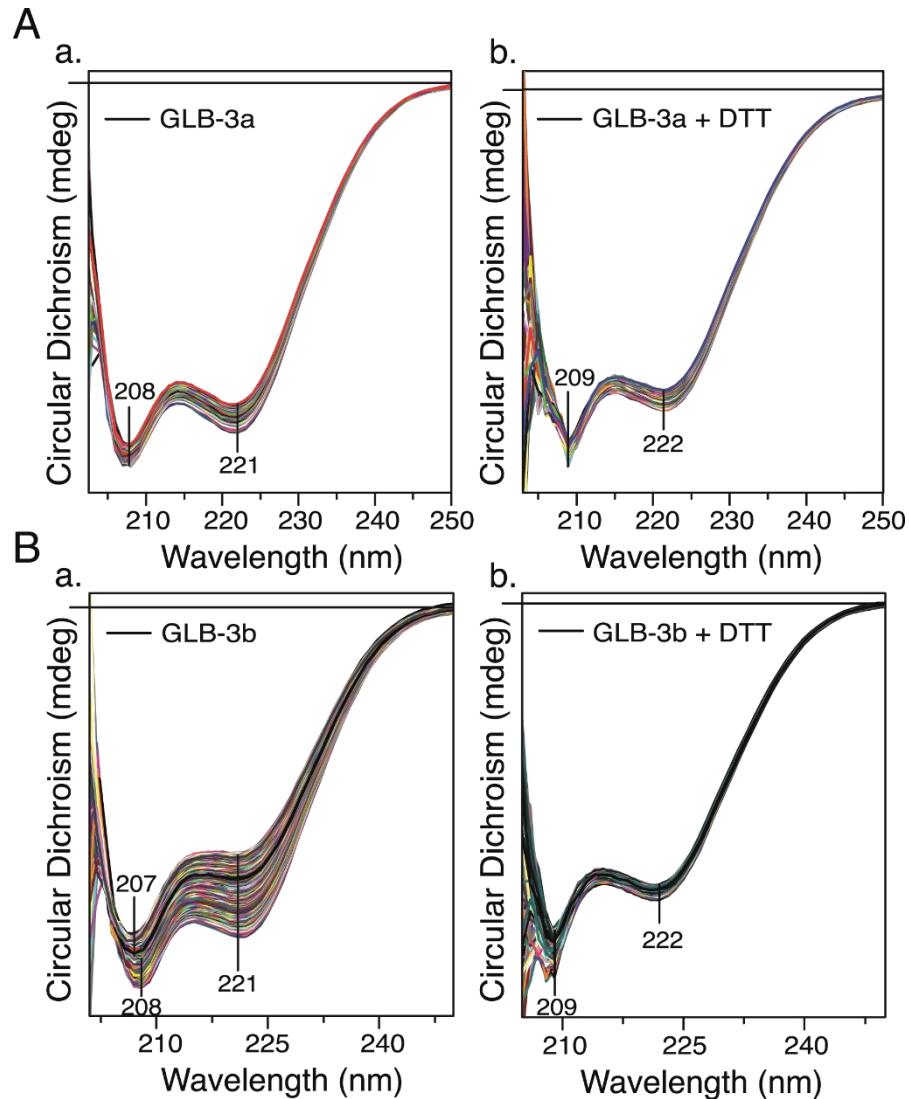 A
a.
GLB-3a
208
221
210 220 230 240 250
Wavelength (nm)
Circular Dichroism (mdeg)
b.
GLB-3a + DTT
209
222
210 220 230 240 250
Wavelength (nm)
Circular Dichroism (mdeg)
B
a.
GLB-3b
207
208
221
210 225 240
Wavelength (nm)
Circular Dichroism (mdeg)
b.
GLB-3b + DTT
222
209
210 225 240
Wavelength (nm)
Circular Dichroism (mdeg)